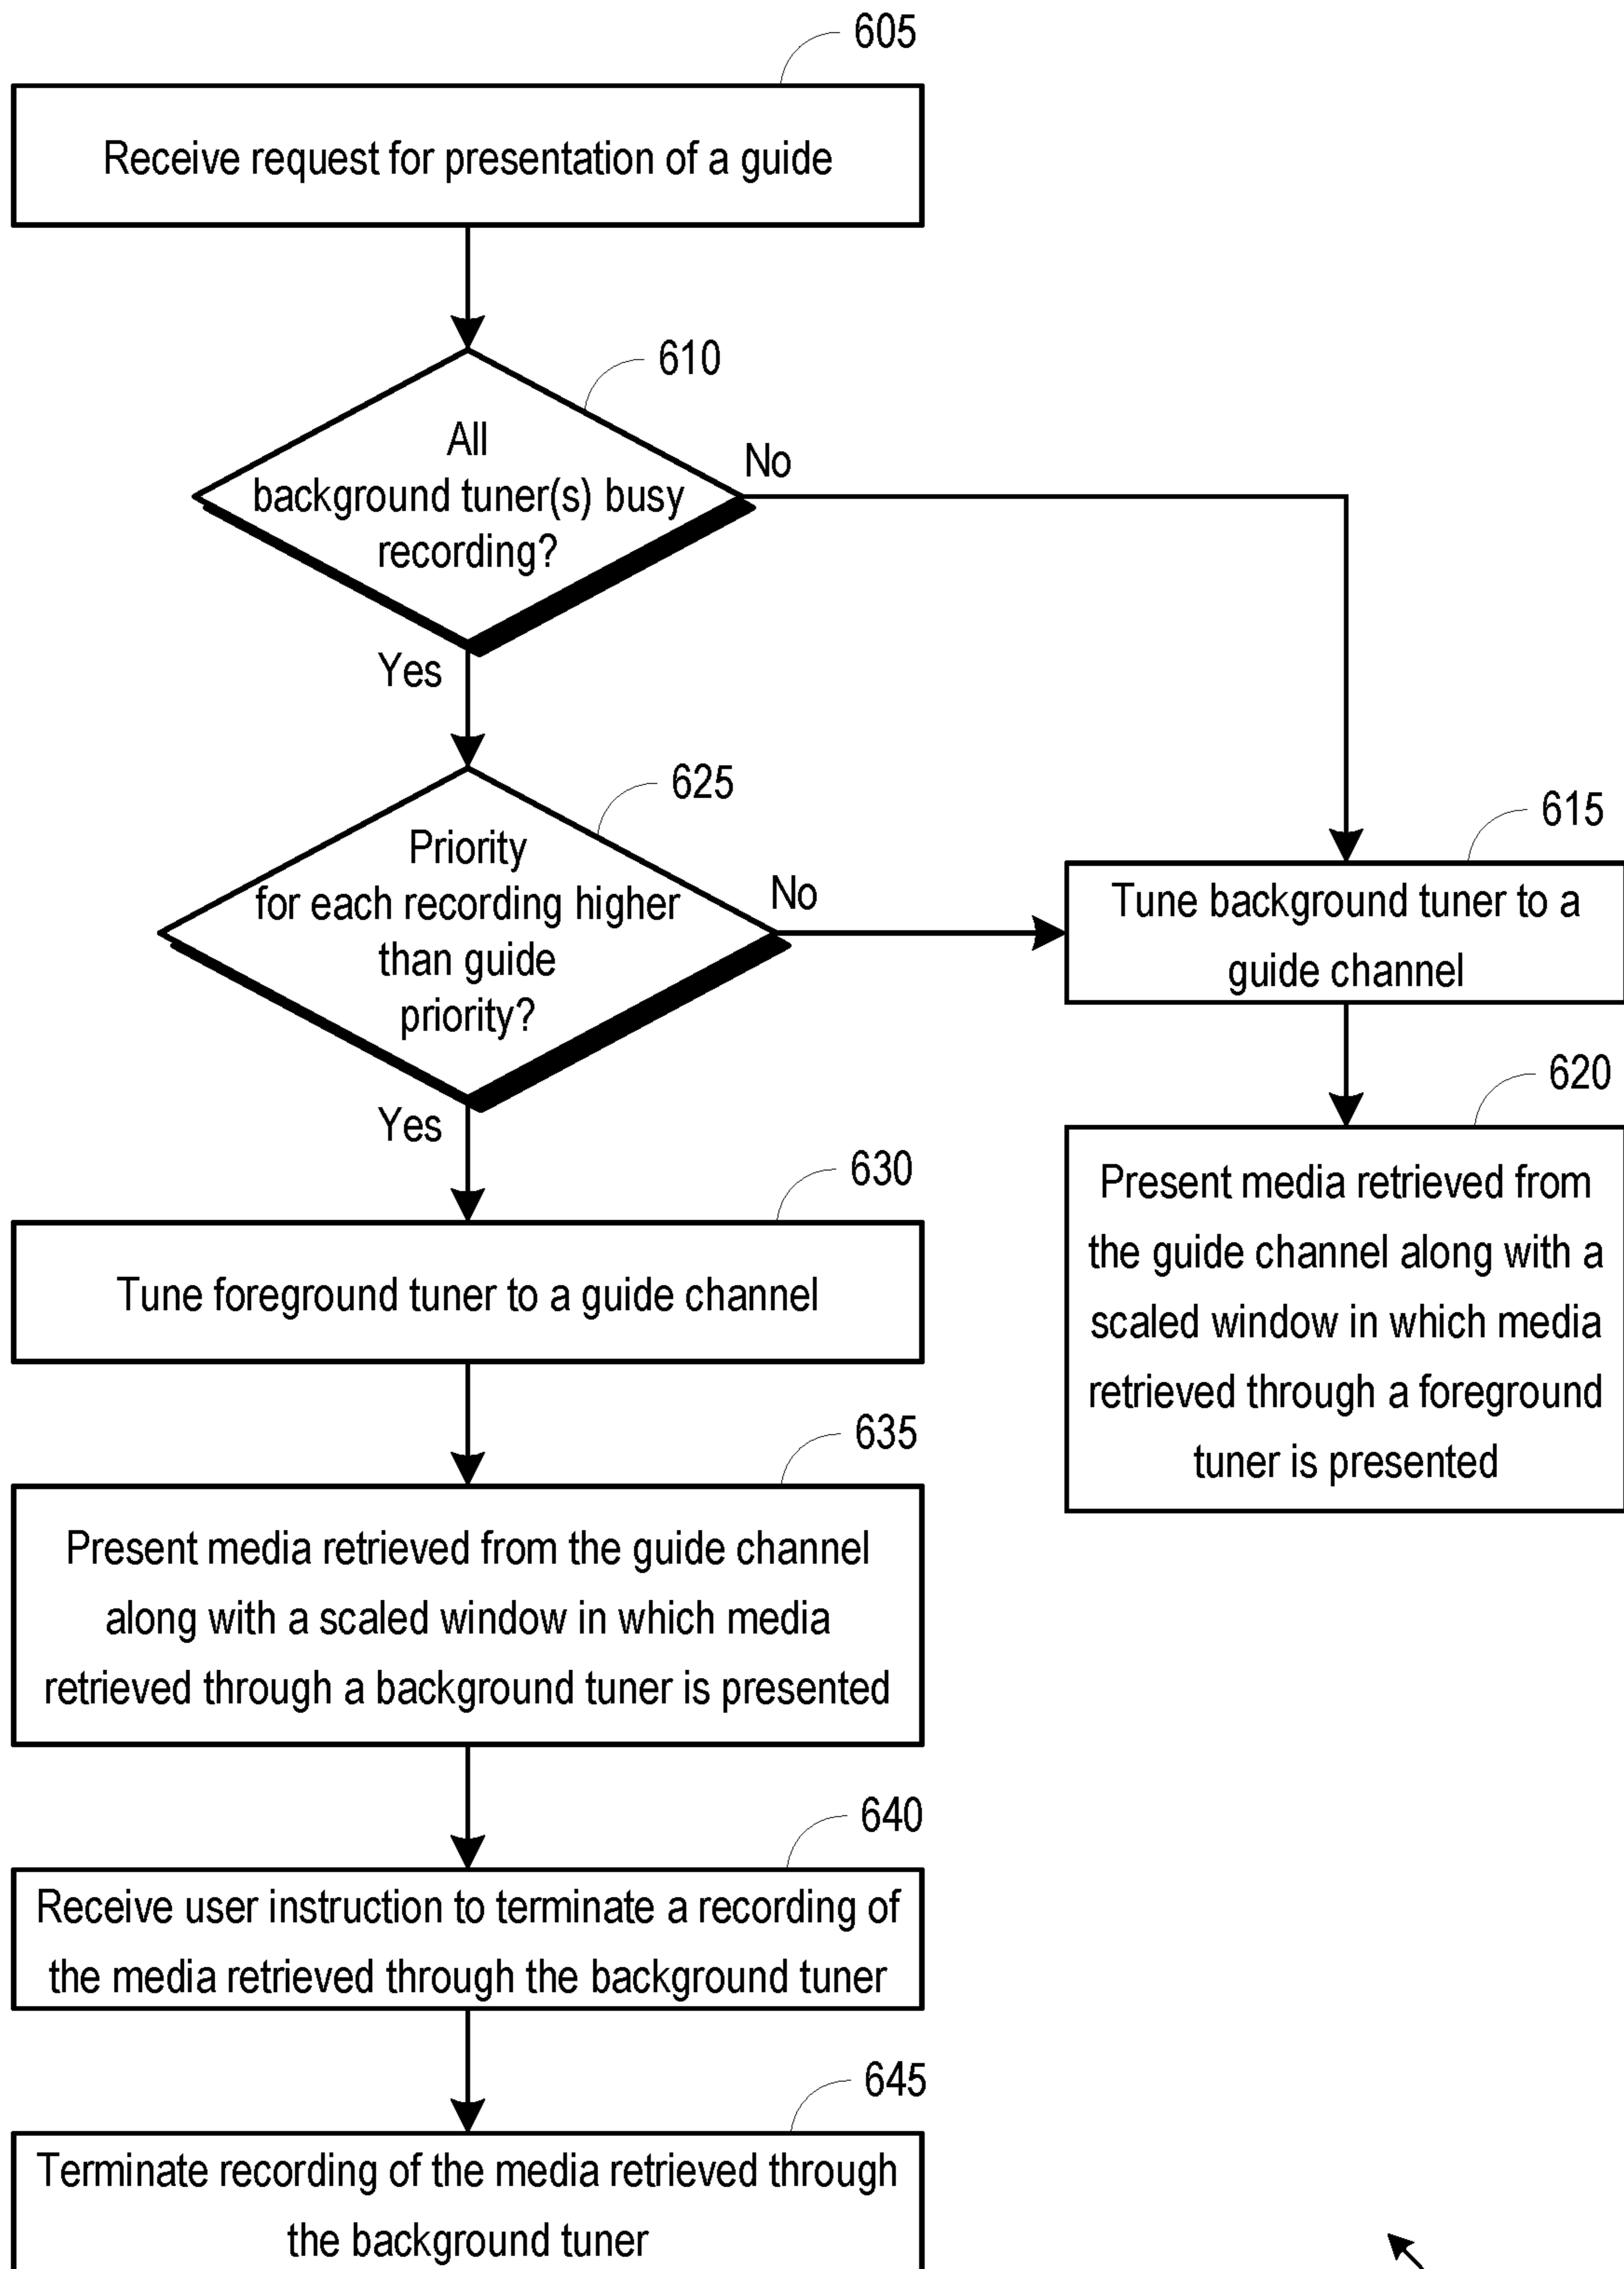 605
Receive request for presentation of a guide
610
All
background tuner(s) busy
recording?
No
Yes
625
Priority
for each recording higher
than guide
priority?
No
Yes
615
Tune background tuner to a
guide channel
620
Present media retrieved from
the guide channel along with a
scaled window in which media
retrieved through a foreground
tuner is presented
630
Tune foreground tuner to a guide channel
635
Present media retrieved from the guide channel
along with a scaled window in which media
retrieved through a background tuner is presented
640
Receive user instruction to terminate a recording of
the media retrieved through the background tuner
645
Terminate recording of the media retrieved through
the background tuner